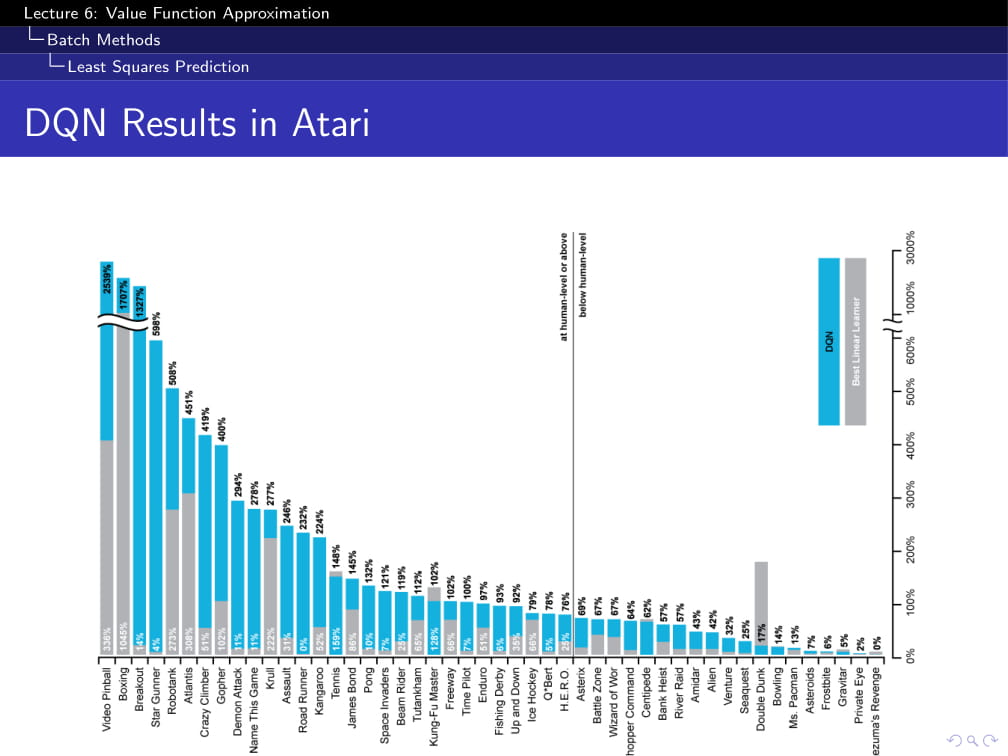 Lecture 6: Value Function Approximation
Batch Methods
Least Squares Prediction
DQN Results in Atari
2539%
1707%
1327%
598%
508%
451%
419%
400%
294%
278%
277%
246%
232%
224%
148%
145%
132%
121%
119%
112%
102%
102%
100%
97%
93%
92%
79%
78%
76%
69%
67%
67%
64%
62%
57%
57%
43%
42%
32%
25%
17%
14%
13%
7%
6%
5%
2%
0%
at human-level or above
below human-level
DQN
Best Linear Learner
3000%
1000%
600%
500%
400%
300%
200%
100%
0%
336%
1045%
14%
4%
273%
308%
51%
102%
11%
11%
222%
31%
0%
52%
159%
86%
10%
7%
25%
65%
128%
66%
7%
51%
6%
35%
66%
5%
25%
Video Pinball
Boxing
Breakout
Star Gunner
Robotank
Atlantis
Crazy Climber
Gopher
Demon Attack
Name This Game
Krull
Assault
Road Runner
Kangaroo
Tennis
James Bond
Pong
Space Invaders
Beam Rider
Tutankham
Kung-Fu Master
Freeway
Time Pilot
Enduro
Fishing Derby
Up and Down
Ice Hockey
Q*Bert
H.E.R.O.
Asterix
Battle Zone
Wizard of Wor
hopper Command
Centipede
Bank Heist
River Raid
Amidar
Alien
Venture
Seaquest
Double Dunk
Bowling
Ms. Pacman
Asteroids
Frostbite
Gravitar
Private Eye
ezuma's Revenge